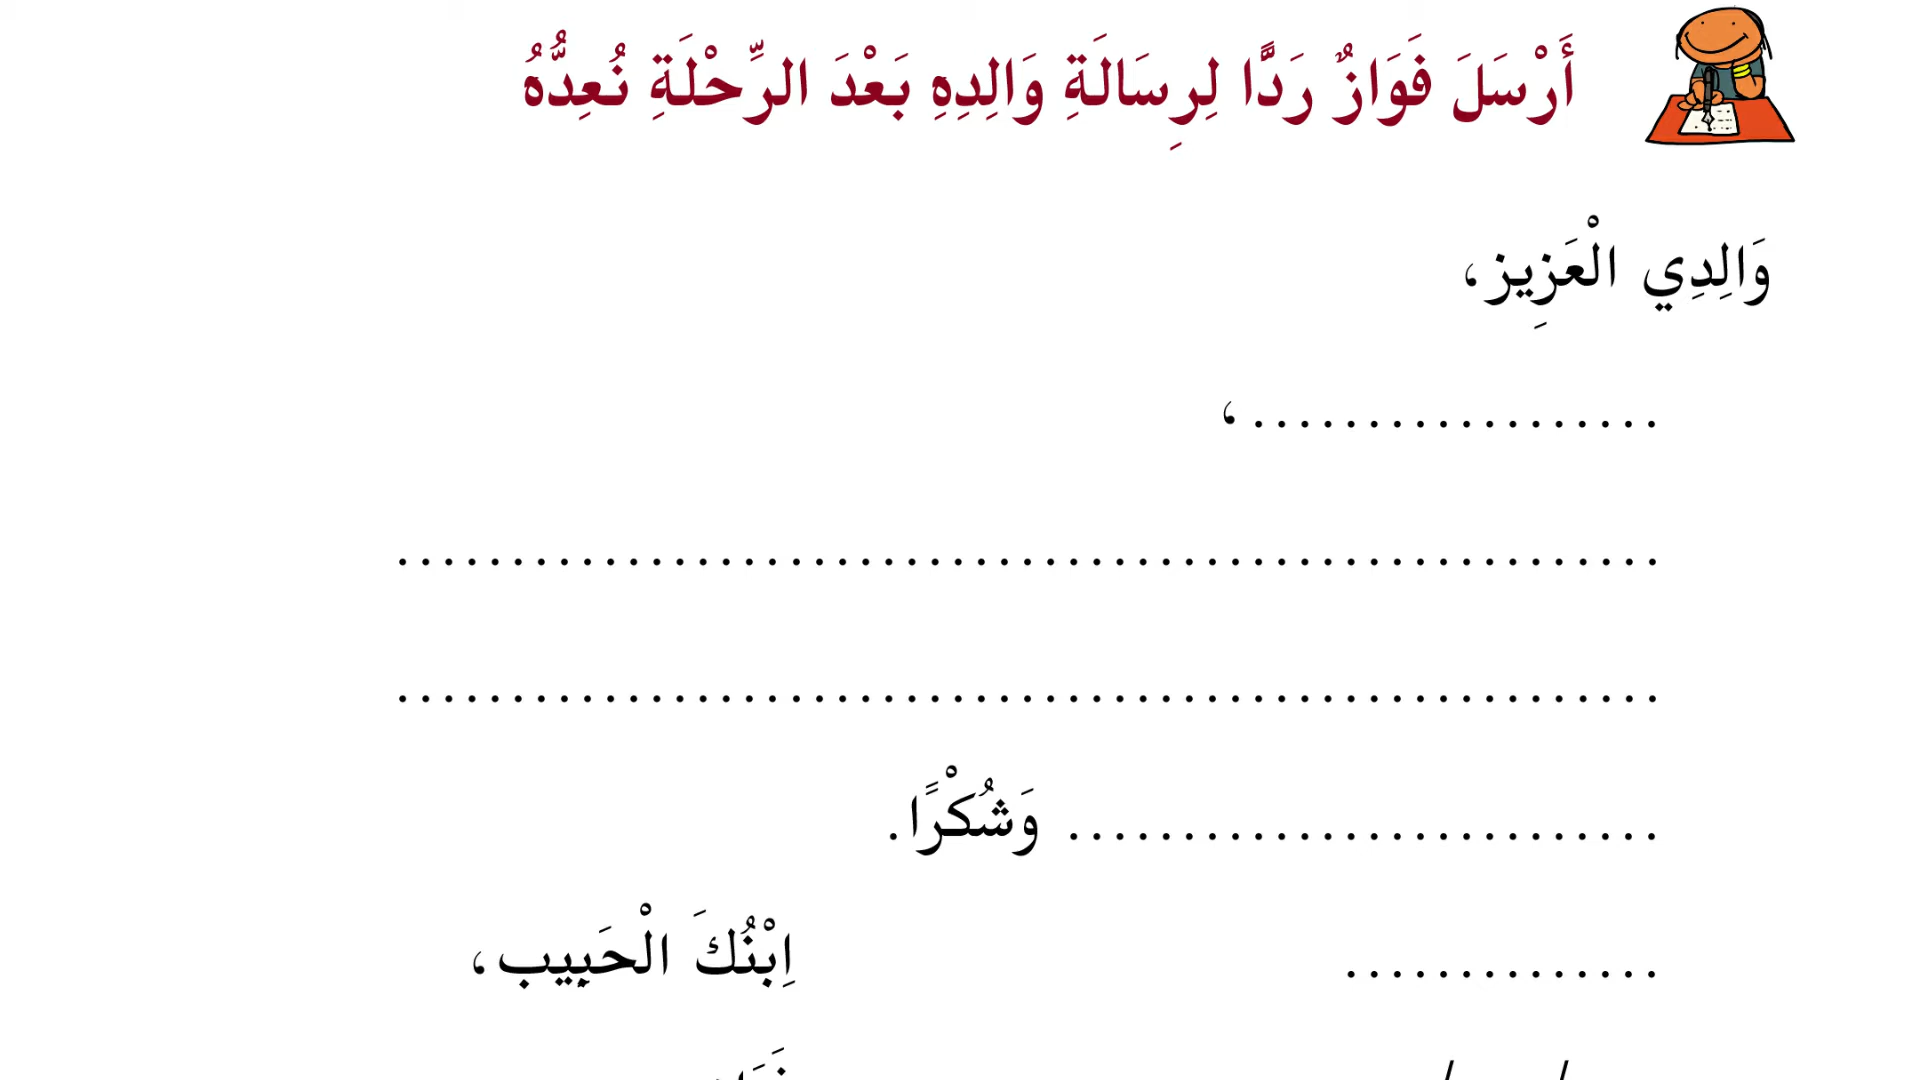 أَرْسَلَ فَوَازٌ رَدًّا لِرِسَالَةِ وَالِدِهِ بَعْدَ الرِّحْلَةِ نُعِدُّهُ
وَالِدِي الْعَزِيز،
..................،
.......................................................
.......................................................
.......................... وَشُكْرًا.
.............. اِبْنُكَ الْحَبِيب،